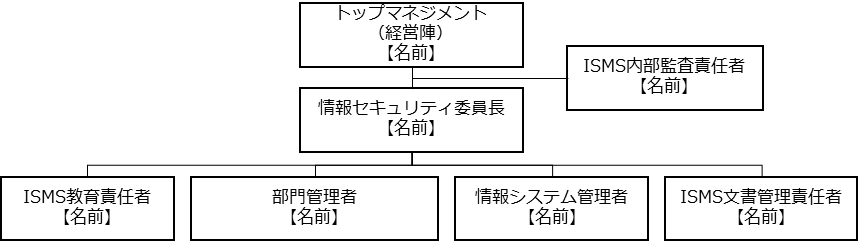 トップマネジメント
（経営陣）
【名前】
ISMS内部監査責任者
【名前】
情報セキュリティ委員長
【名前】
ISMS教育責任者
【名前】
部門管理者
【名前】
情報システム管理者
【名前】
ISMS文書管理責任者
【名前】